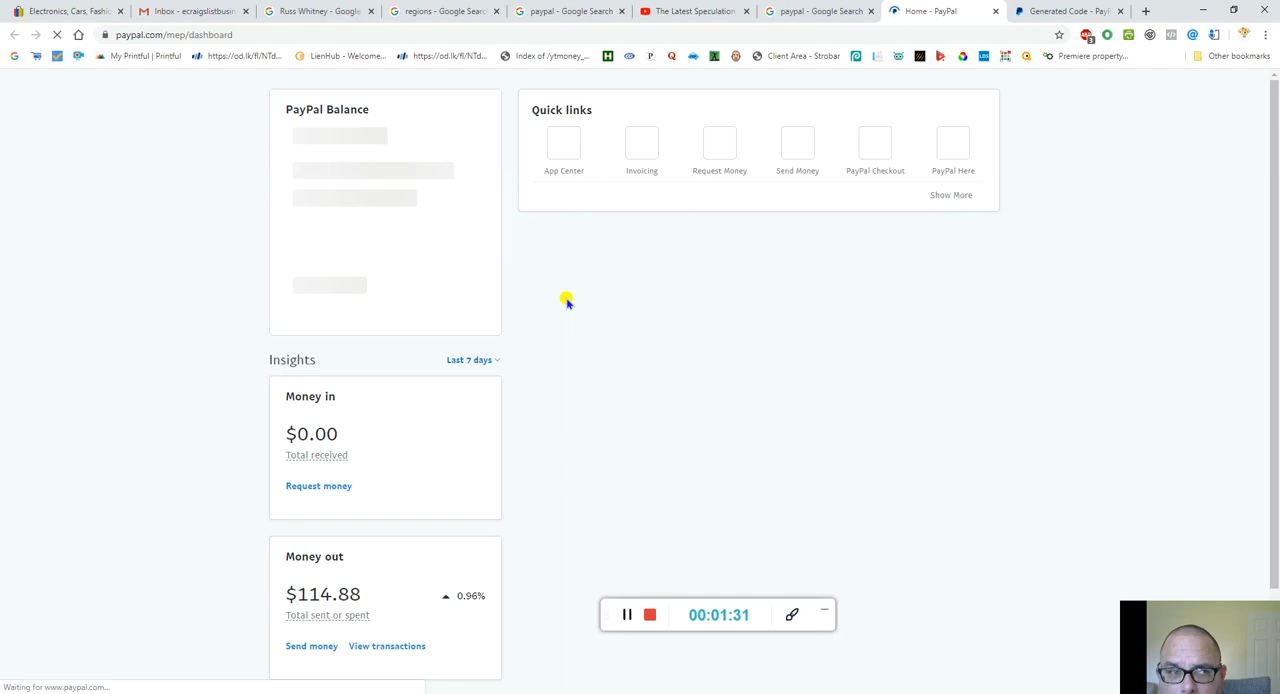 Electronics, Cars, Fashic
Inbox - ecraigslistbusin
Russ Whitney - Google
regions - Google Searc
paypal - Google Search
The Latest Speculation
paypal - Google Search
Home - PayPal
Generated Code - PayP
paypal.com/mep/dashboard
My Printful | Printful
https://od.lk/fl/NTd...
LienHub - Welcome...
https://od.lk/fl/NTd...
Index of /ytmoney_...
Client Area - Strobar
Premiere property...
Other bookmarks
PayPal Balance
Quick links
App Center
Invoicing
Request Money
Send Money
PayPal Checkout
PayPal Here
Show More
Insights
Last 7 days
Money in
$0.00
Total received
Request money
Money out
$114.88
0.96%
Total sent or spent
Send money
View transactions
00:01:31
Waiting for www.paypal.com...